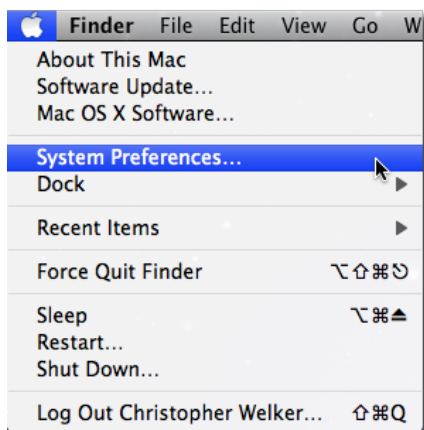 Finder File Edit View Go W
About This Mac
Software Update...
Mac OS X Software...
System Preferences...
Dock
Recent Items
Force Quit Finder ⌥⇧⌘⎋
Sleep ⌥⌘⏏
Restart...
Shut Down...
Log Out Christopher Welker... ⇧⌘Q